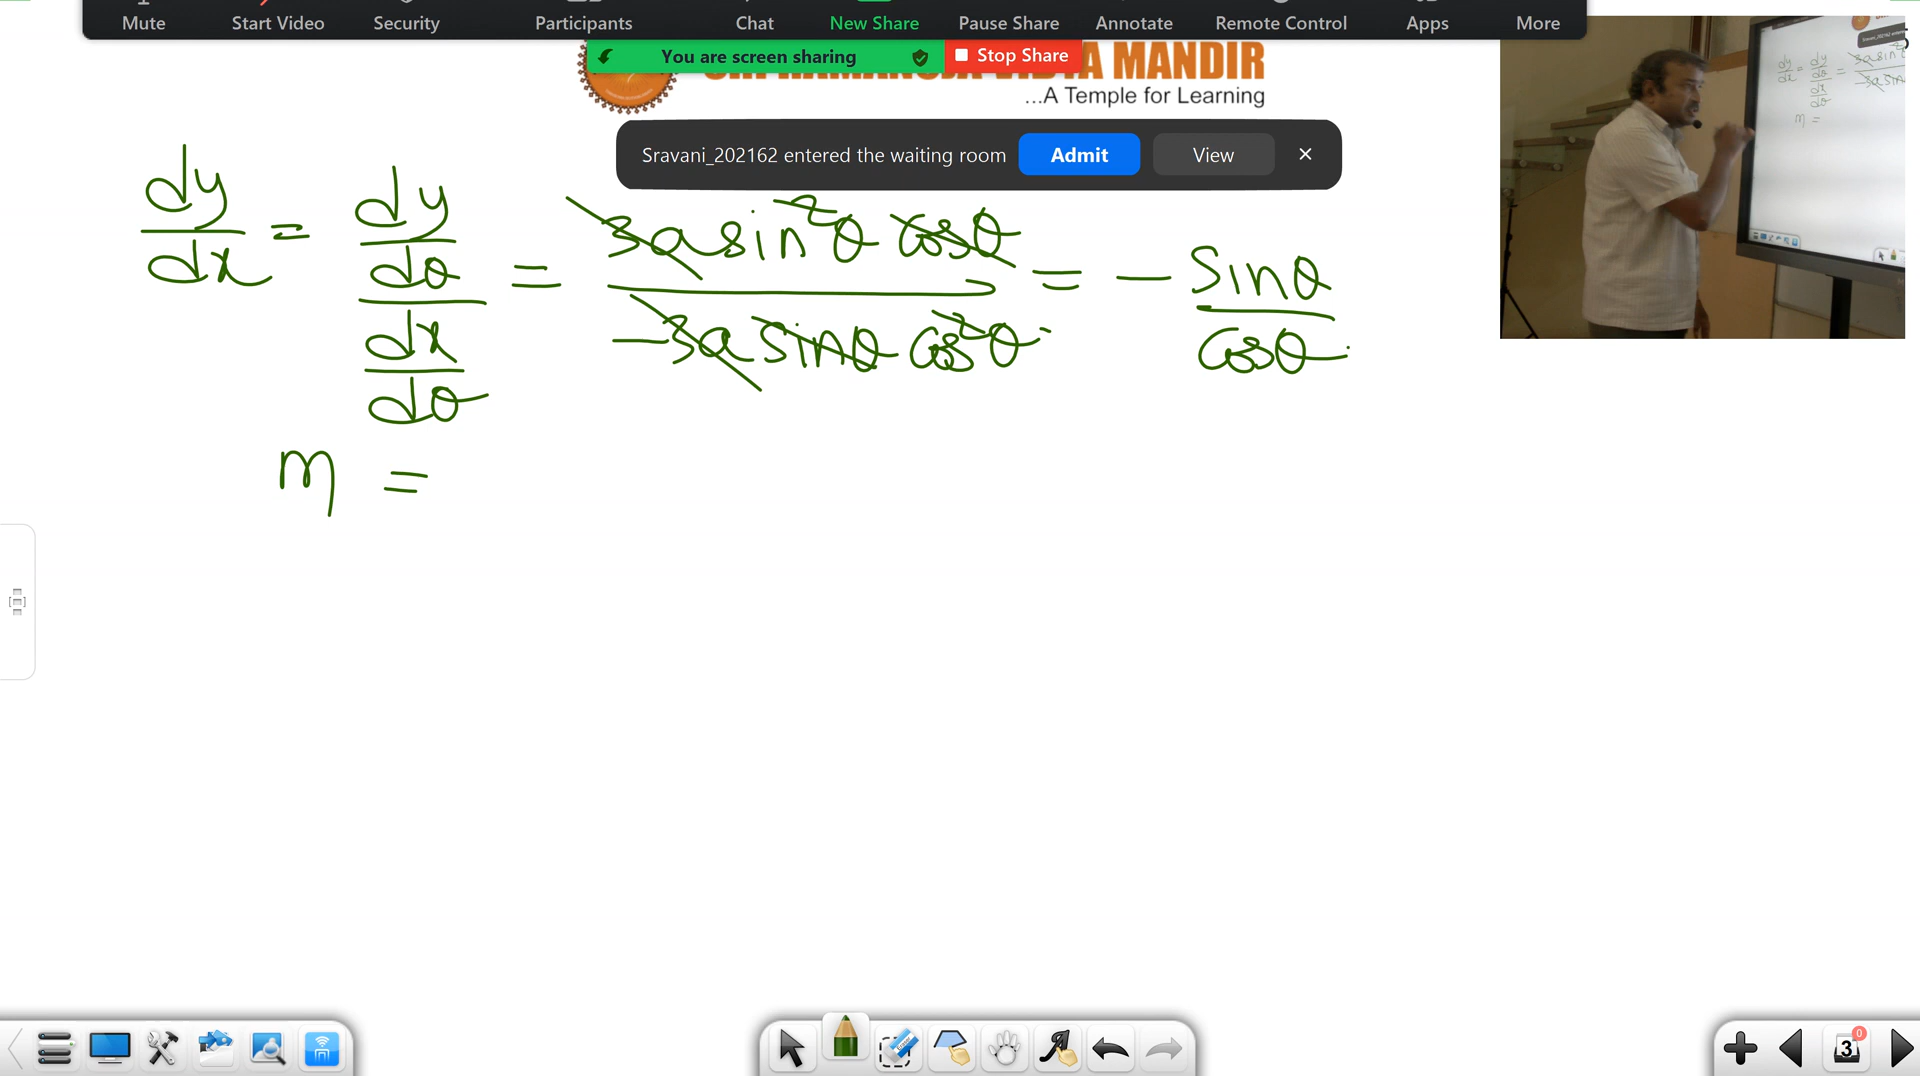 Mute Start Video Security Participants Chat New Share Pause Share Annotate Remote Control Apps More
You are screen sharing Stop Share
A MANDIR
...A Temple for Learning
Sravani_202162 entered the waiting room Admit View
dy/dx = (dy/dθ)/(dx/dθ) = (3a sin²θ cosθ)/(-3a sinθ cos²θ) = - sinθ/cosθ
m =
3 0